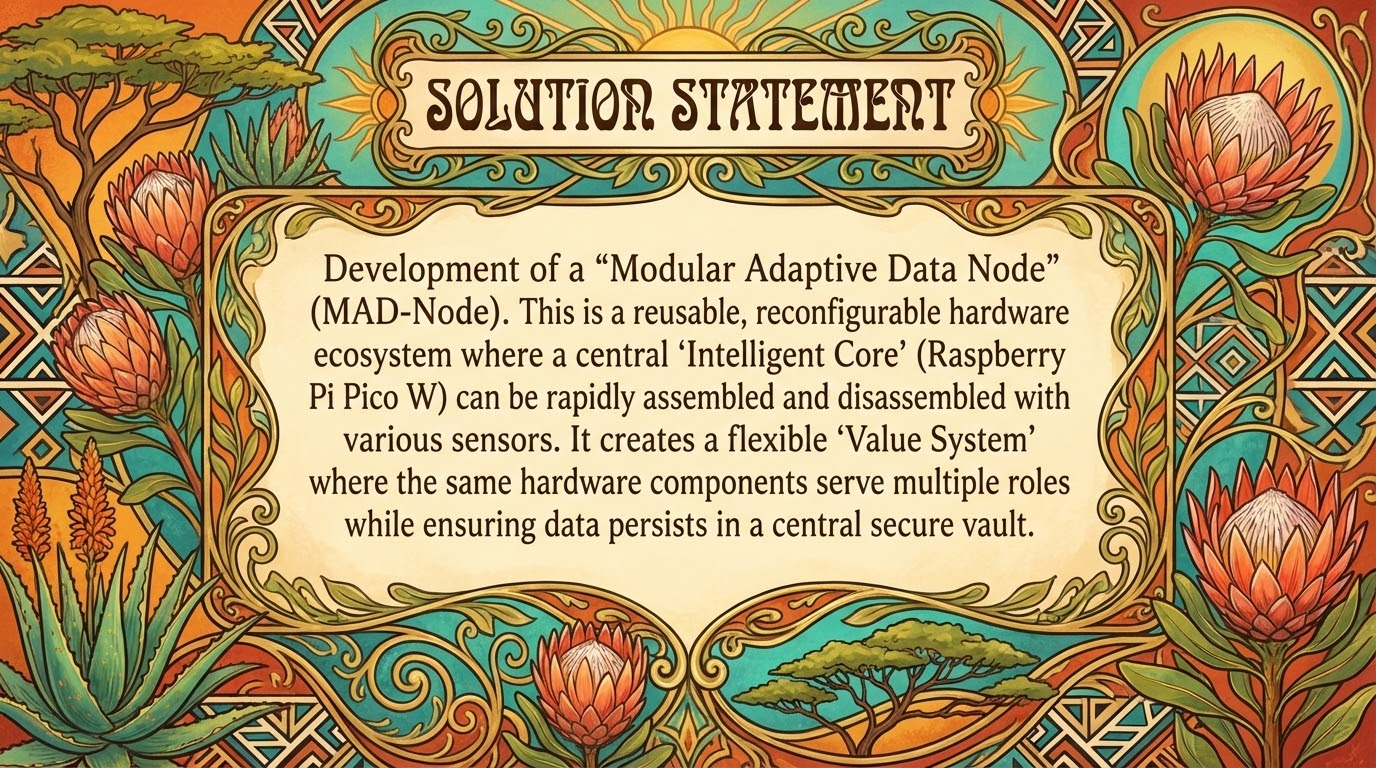 SOLUTION STATEMENT
Development of a “Modular Adaptive Data Node”
(MAD-Node). This is a reusable, reconfigurable hardware
ecosystem where a central ‘Intelligent Core’ (Raspberry
Pi Pico W) can be rapidly assembled and disassembled with
various sensors. It creates a flexible ‘Value System’
where the same hardware components serve multiple roles
while ensuring data persists in a central secure vault.